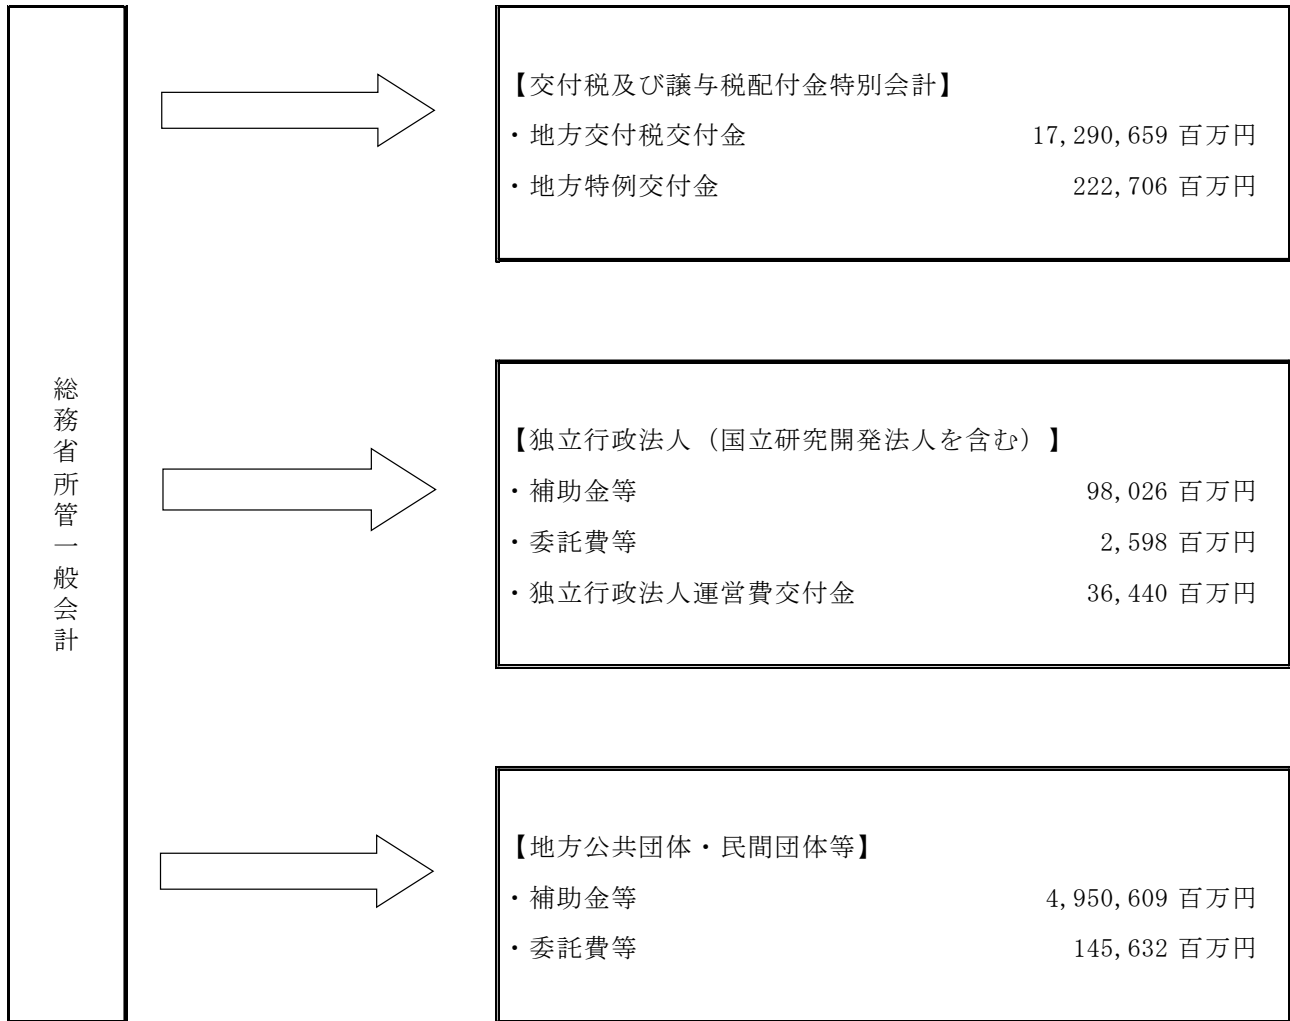 総務省所管一般会計
【交付税及び譲与税配付金特別会計】
・地方交付税交付金 17,290,659 百万円
・地方特例交付金 222,706 百万円
【独立行政法人（国立研究開発法人を含む）】
・補助金等 98,026 百万円
・委託費等 2,598 百万円
・独立行政法人運営費交付金 36,440 百万円
【地方公共団体・民間団体等】
・補助金等 4,950,609 百万円
・委託費等 145,632 百万円